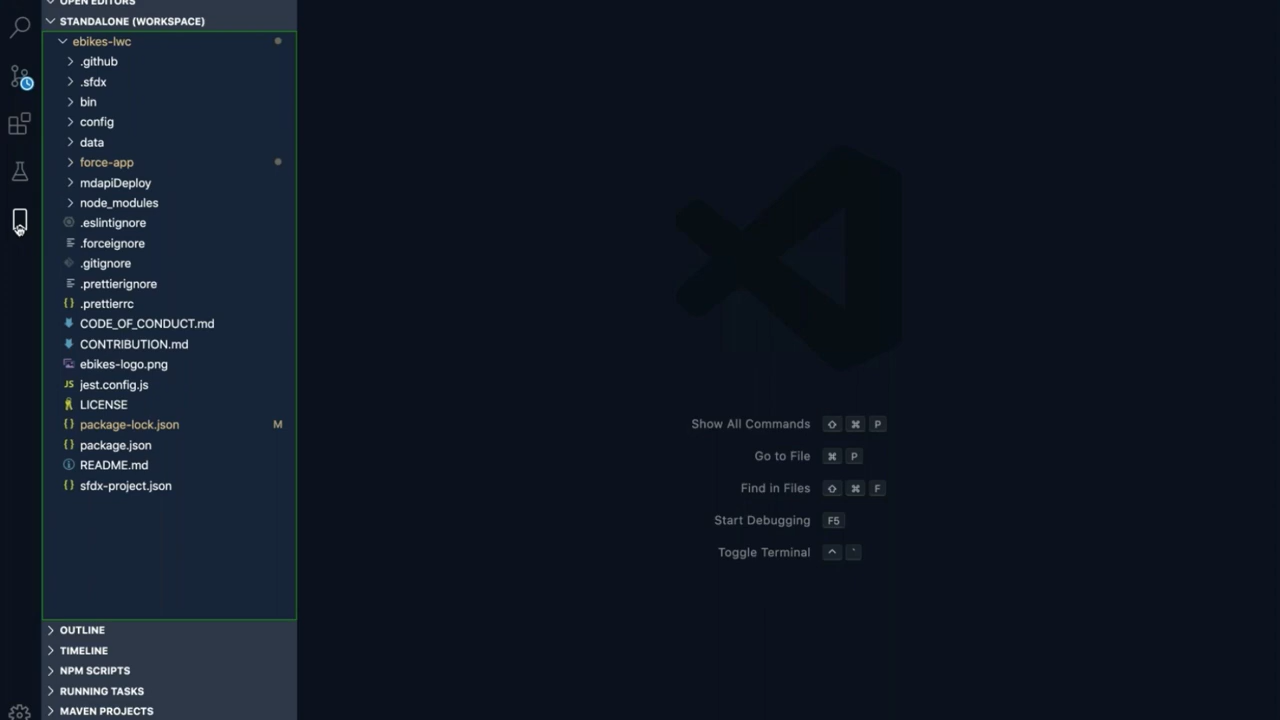 OPEN EDITORS
STANDALONE (WORKSPACE)
ebikes-lwc
.github
.sfdx
bin
config
data
force-app
mdapiDeploy
node_modules
.eslintignore
.forceignore
.gitignore
.prettierignore
{} .prettierrc
CODE_OF_CONDUCT.md
CONTRIBUTION.md
ebikes-logo.png
JS jest.config.js
LICENSE
{} package-lock.json M
{} package.json
README.md
{} sfdx-project.json
OUTLINE
TIMELINE
NPM SCRIPTS
RUNNING TASKS
MAVEN PROJECTS
Show All Commands ⇧ ⌘ P
Go to File ⌘ P
Find in Files ⇧ ⌘ F
Start Debugging F5
Toggle Terminal ^ `